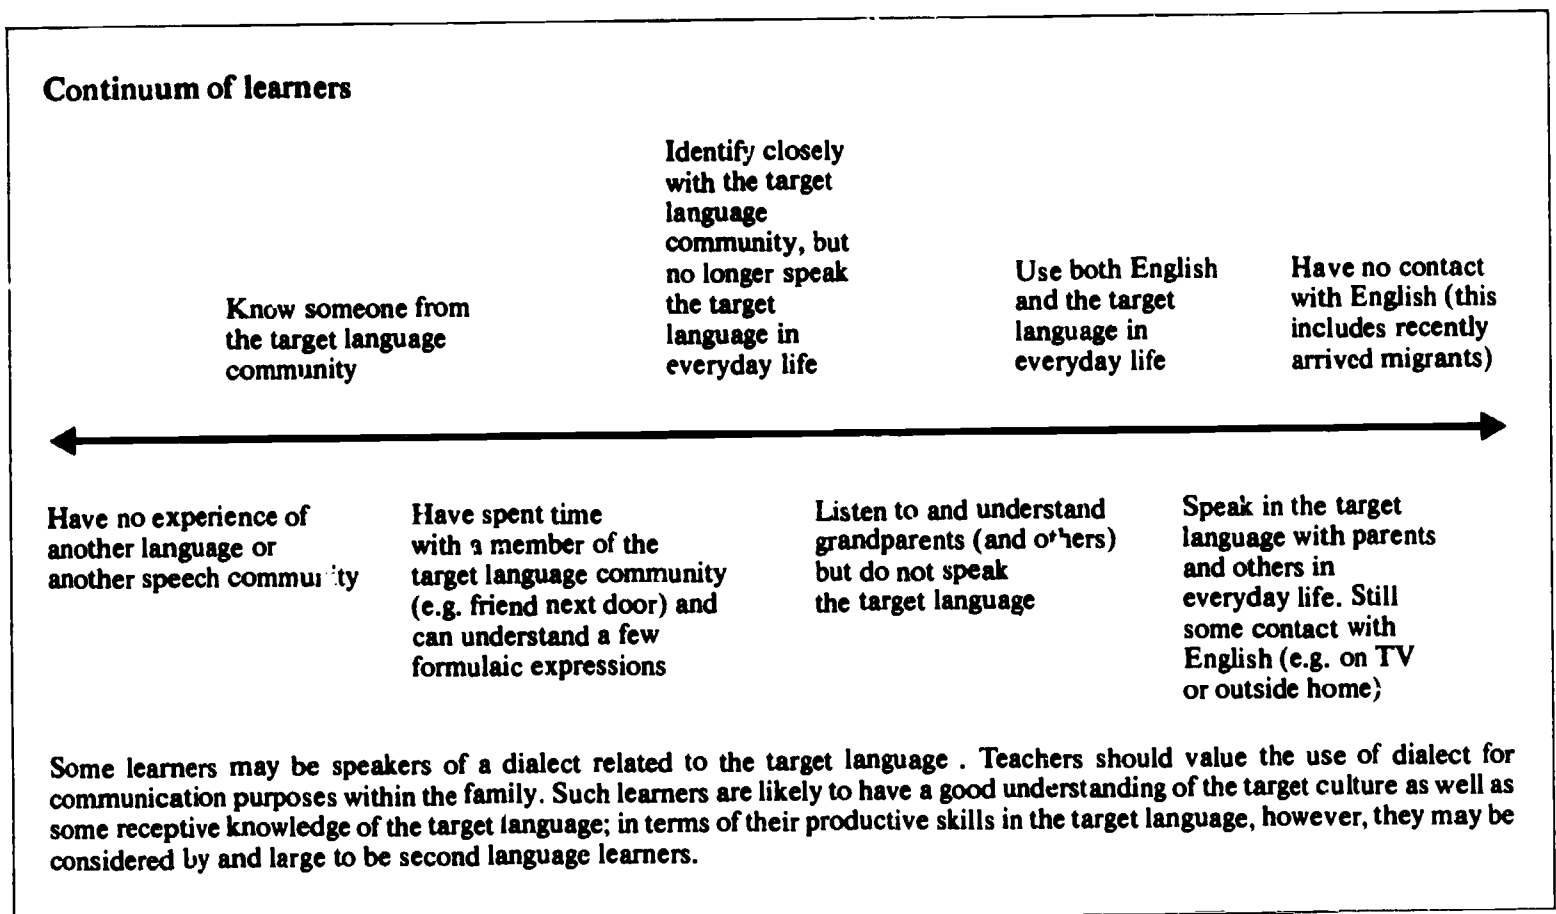 Continuum of learners
Identify closely
with the target
language
community, but
no longer speak
the target
language in
everyday life
Know someone from
the target language
community
Use both English
and the target
language in
everyday life
Have no contact
with English (this
includes recently
arrived migrants)
Have no experience of
another language or
another speech community
Have spent time
with a member of the
target language community
(e.g. friend next door) and
can understand a few
formulaic expressions
Listen to and understand
grandparents (and others)
but do not speak
the target language
Speak in the target
language with parents
and others in
everyday life. Still
some contact with
English (e.g. on TV
or outside home)
Some learners may be speakers of a dialect related to the target language . Teachers should value the use of dialect for
communication purposes within the family. Such learners are likely to have a good understanding of the target culture as well as
some receptive knowledge of the target language; in terms of their productive skills in the target language, however, they may be
considered by and large to be second language learners.